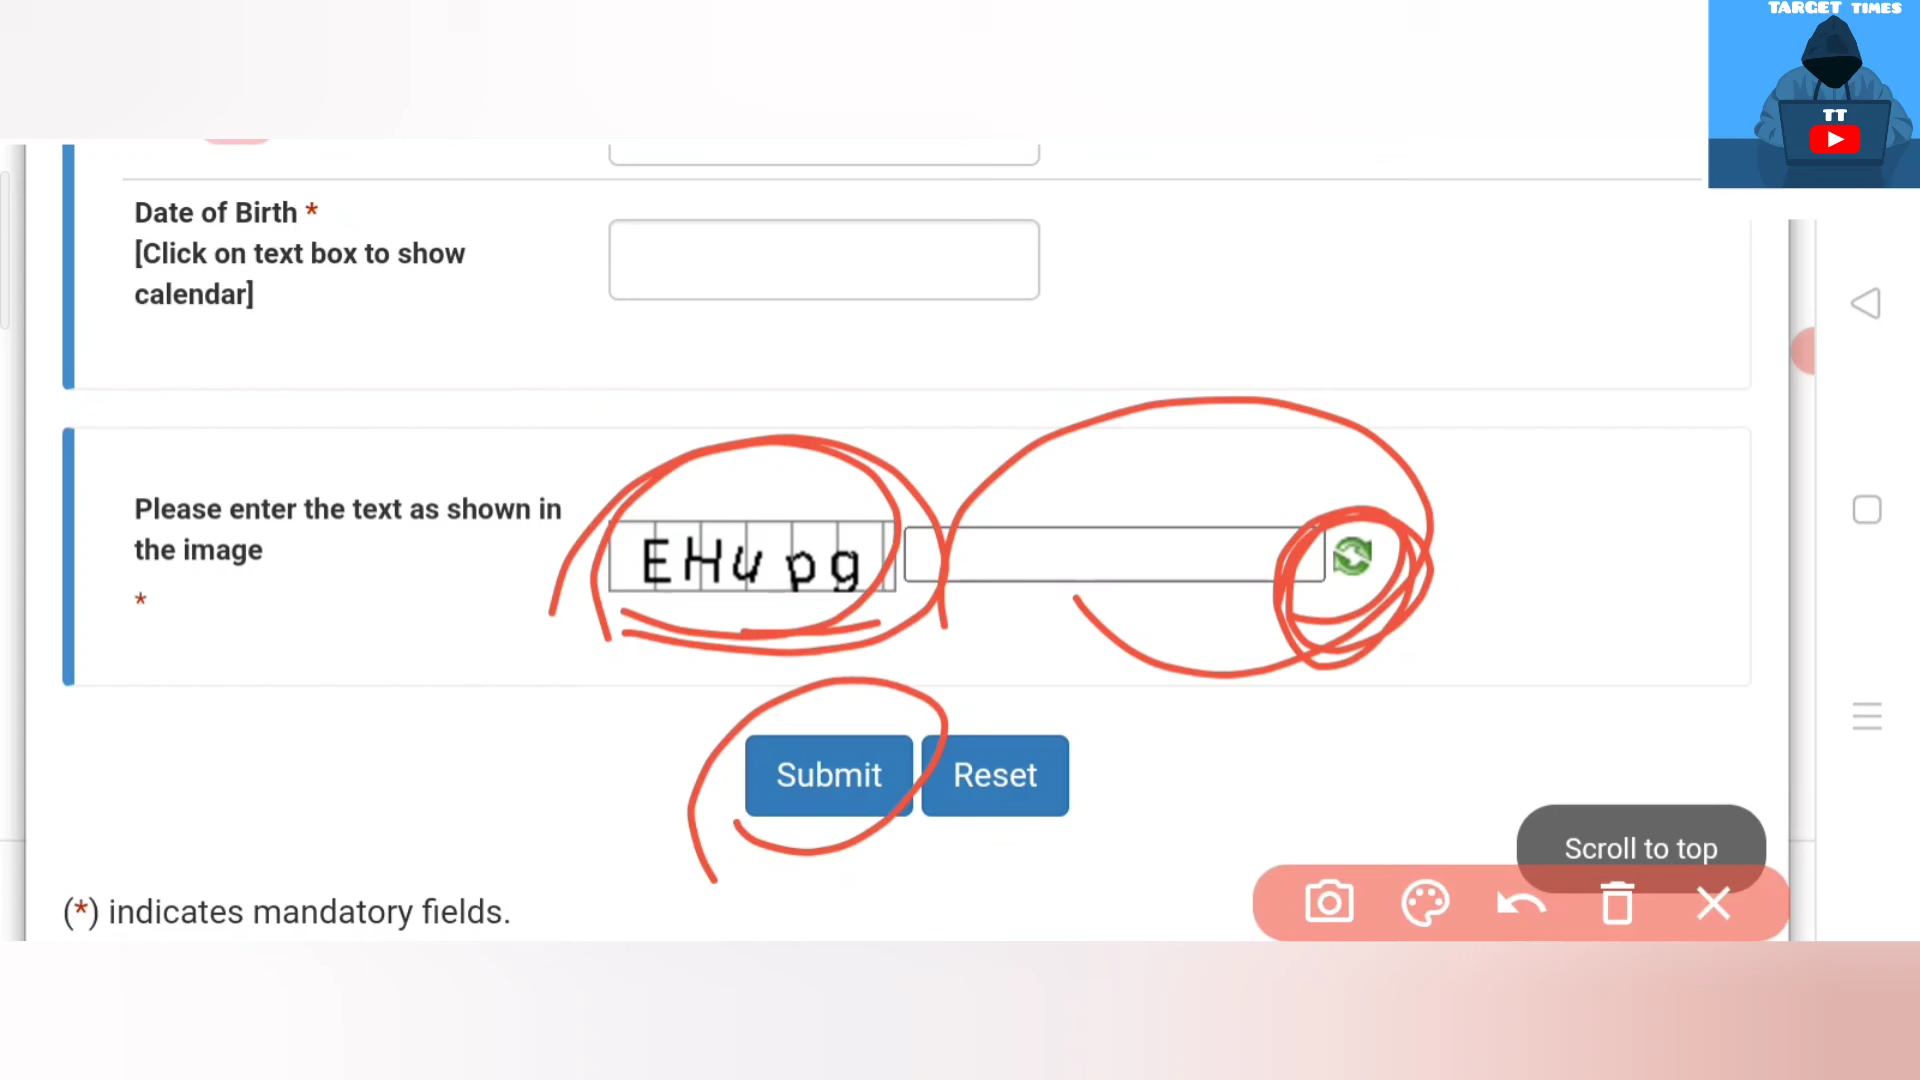 TARGET TIMES
TT
Date of Birth *
[Click on text box to show
calendar]
Please enter the text as shown in
the image
*
EHupg
Submit
Reset
Scroll to top
(*) indicates mandatory fields.